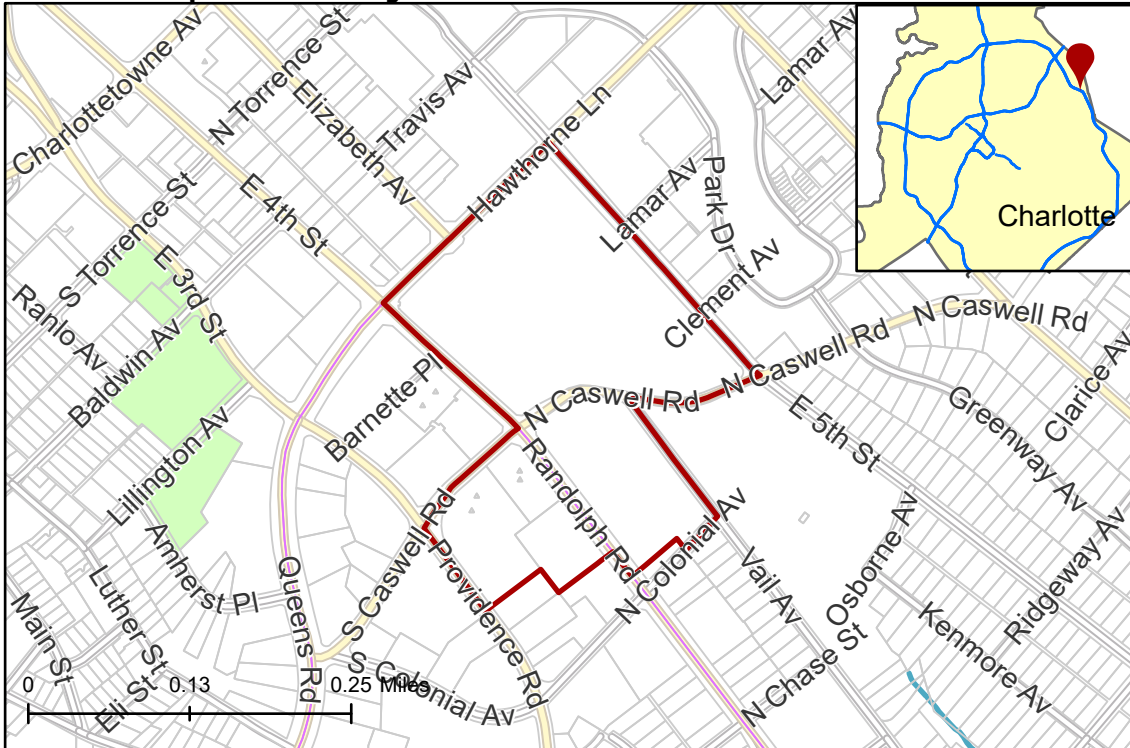 Charlottetowne Av
N Torrence St
Elizabeth Av
Travis Av
Hawthorne Ln
Lamar Av
Charlotte
E 4th St
Lamar Av
Park Dr
S Torrence St
E 3rd St
Clement Av
Ranlo Av
Baldwin Av
Barnette Pl
N Caswell Rd
N Caswell Rd
N Caswell Rd
Clarice Av
Greenway Av
E 5th St
Lillington Av
Randolph Rd
S Caswell Rd
Providence Rd
N Colonial Av
Amherst Pl
Queens Rd
Vail Av
Osborne Av
Ridgeway Av
Kenmore Av
Luther St
Main St
Eli St
S Colonial Av
N Chase St
0 0.13 0.25 Miles